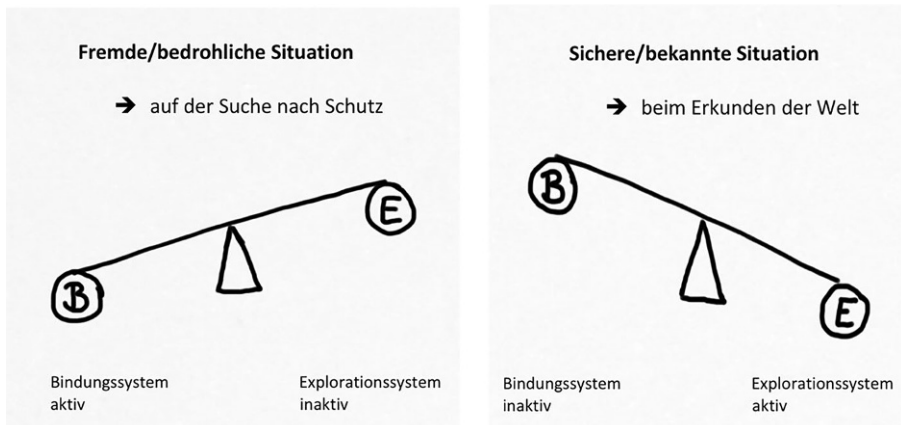 Fremde/bedrohliche Situation
➔ auf der Suche nach Schutz
B
E
Bindungssystem
aktiv
Explorationssystem
inaktiv
Sichere/bekannte Situation
➔ beim Erkunden der Welt
B
E
Bindungssystem
inaktiv
Explorationssystem
aktiv